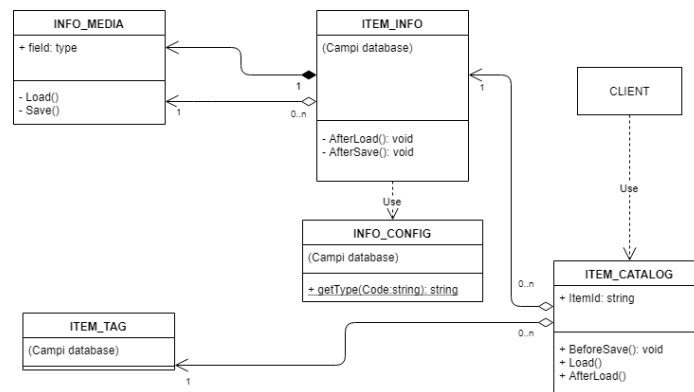 INFO_MEDIA
+ field: type
- Load()
- Save()
ITEM_INFO
(Campi database)
- AfterLoad(): void
- AfterSave(): void
1
1
0..n
1
CLIENT
Use
Use
INFO_CONFIG
(Campi database)
+ getType(Code:string): string
ITEM_CATALOG
+ ItemId: string
+ BeforeSave(): void
+ Load()
+ AfterLoad()
0..n
0..n
ITEM_TAG
(Campi database)
1